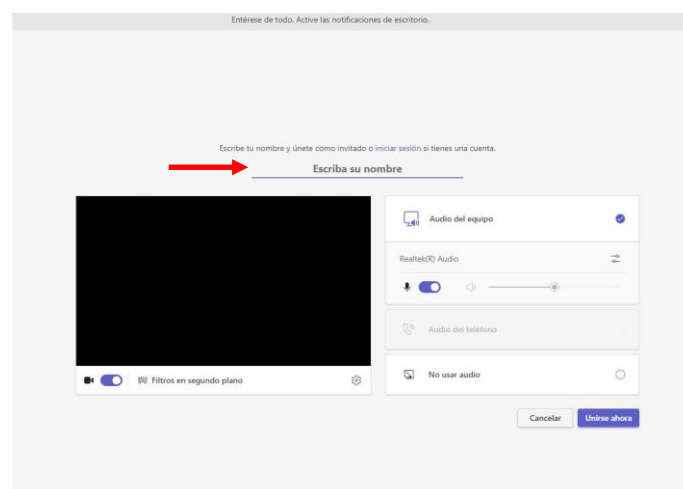 Entérese de todo. Active las notificaciones de escritorio.
Escribe tu nombre y únete como invitado o iniciar sesión si tienes una cuenta.
Escriba su nombre
Audio del equipo
Realtek(R) Audio
Audio del teléfono
Filtros en segundo plano
No usar audio
Cancelar
Unirse ahora